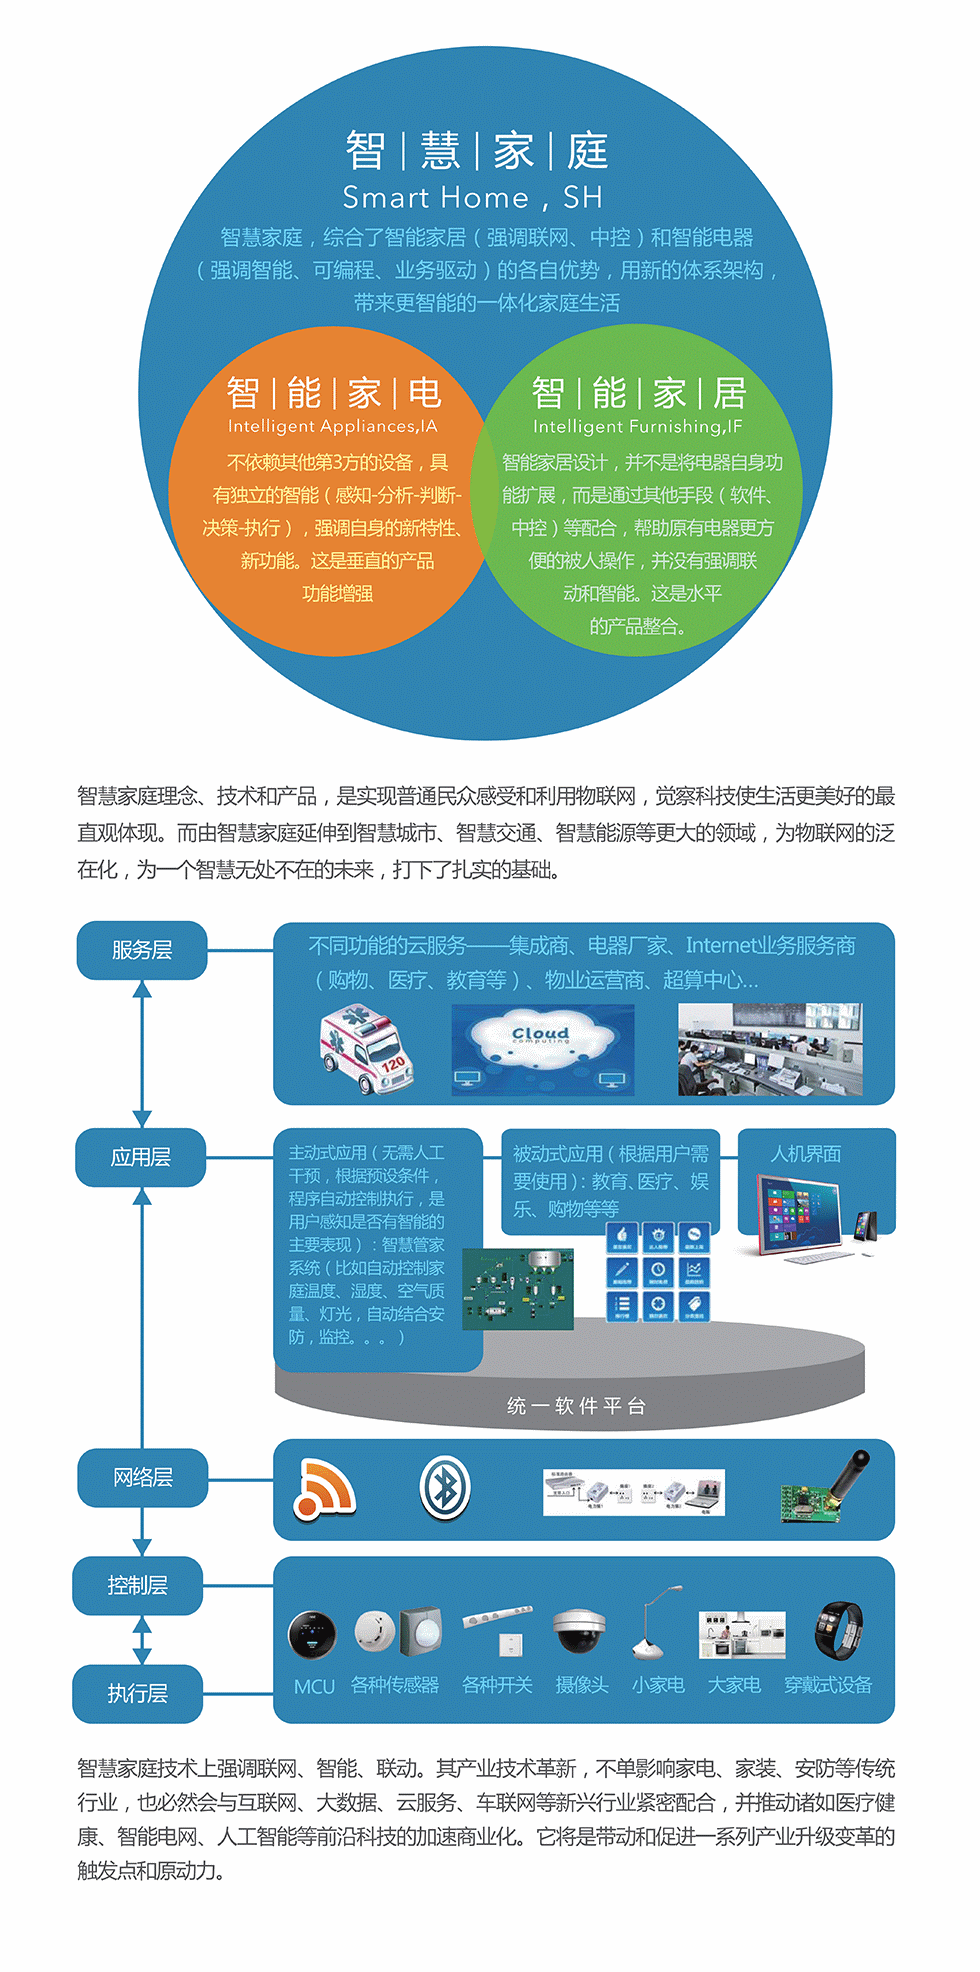 智|慧|家|庭
Smart Home , SH
智慧家庭，综合了智能家居（强调联网、中控）和智能电器
（强调智能、可编程、业务驱动）的各自优势，用新的体系架构，
带来更智能的一体化家庭生活
智|能|家|电
Intelligent Appliances,IA
不依赖其他第3方的设备，具
有独立的智能（感知-分析-判断-
决策-执行），强调自身的新特性、
新功能。这是垂直的产品
功能增强
智|能|家|居
Intelligent Furnishing,IF
智能家居设计，并不是将电器自身功
能扩展，而是通过其他手段（软件、
中控）等配合，帮助原有电器更方
便的被人操作，并没有强调联
动和智能。这是水平
的产品整合。
智慧家庭理念、技术和产品，是实现普通民众感受和利用物联网，觉察科技使生活更美好的最
直观体现。而由智慧家庭延伸到智慧城市、智慧交通、智慧能源等更大的领域，为物联网的泛
在化，为一个智慧无处不在的未来，打下了扎实的基础。
服务层
不同功能的云服务——集成商、电器厂家、Internet业务服务商
（购物、医疗、教育等）、物业运营商、超算中心...
120
Cloud
computing
应用层
主动式应用（无需人工
干预，根据预设条件，
程序自动控制执行，是
用户感知是否有智能的
主要表现）：智慧管家
系统（比如自动控制家
庭温度、湿度、空气质
量、灯光，自动结合安
防，监控。。。）
被动式应用（根据用户需
要使用）：教育、医疗、娱
乐、购物等等
人机界面
统一软件平台
网络层
控制层
执行层
MCU
各种传感器
各种开关
摄像头
小家电
大家电
穿戴式设备
智慧家庭技术上强调联网、智能、联动。其产业技术革新，不单影响家电、家装、安防等传统
行业，也必然会与互联网、大数据、云服务、车联网等新兴行业紧密配合，并推动诸如医疗健
康、智能电网、人工智能等前沿科技的加速商业化。它将是带动和促进一系列产业升级变革的
触发点和原动力。